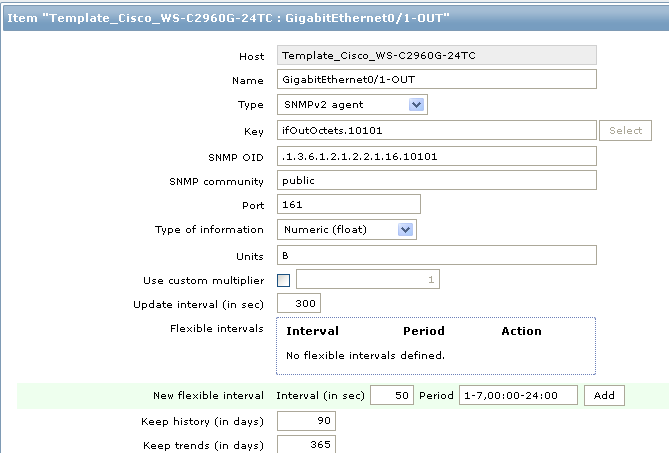 Item "Template_Cisco_WS-C2960G-24TC : GigabitEthernet0/1-OUT"
Host Template_Cisco_WS-C2960G-24TC
Name GigabitEthernet0/1-OUT
Type SNMPv2 agent
Key ifOutOctets.10101 Select
SNMP OID .1.3.6.1.2.1.2.2.1.16.10101
SNMP community public
Port 161
Type of information Numeric (float)
Units B
Use custom multiplier 1
Update interval (in sec) 300
Flexible intervals Interval Period Action
No flexible intervals defined.
New flexible interval Interval (in sec) 50 Period 1-7,00:00-24:00 Add
Keep history (in days) 90
Keep trends (in days) 365